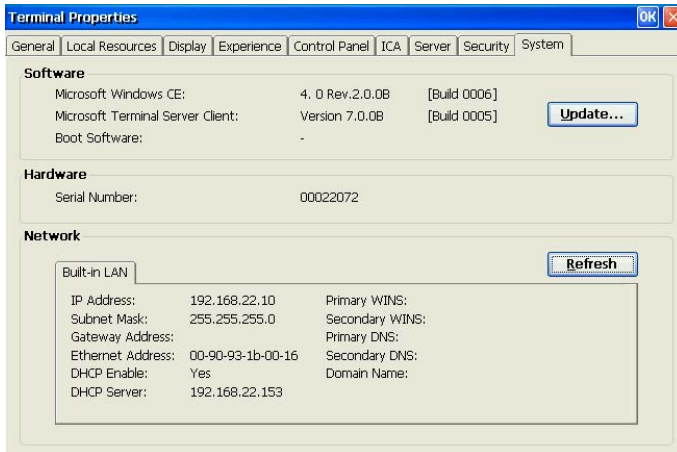 Terminal Properties OK
General Local Resources Display Experience Control Panel ICA Server Security System
Software
Microsoft Windows CE: 4. 0 Rev.2.0.0B [Build 0006]
Microsoft Terminal Server Client: Version 7.0.0B [Build 0005] Update...
Boot Software: -
Hardware
Serial Number: 00022072
Network
Refresh
Built-in LAN
IP Address: 192.168.22.10 Primary WINS:
Subnet Mask: 255.255.255.0 Secondary WINS:
Gateway Address: Primary DNS:
Ethernet Address: 00-90-93-1b-00-16 Secondary DNS:
DHCP Enable: Yes Domain Name:
DHCP Server: 192.168.22.153